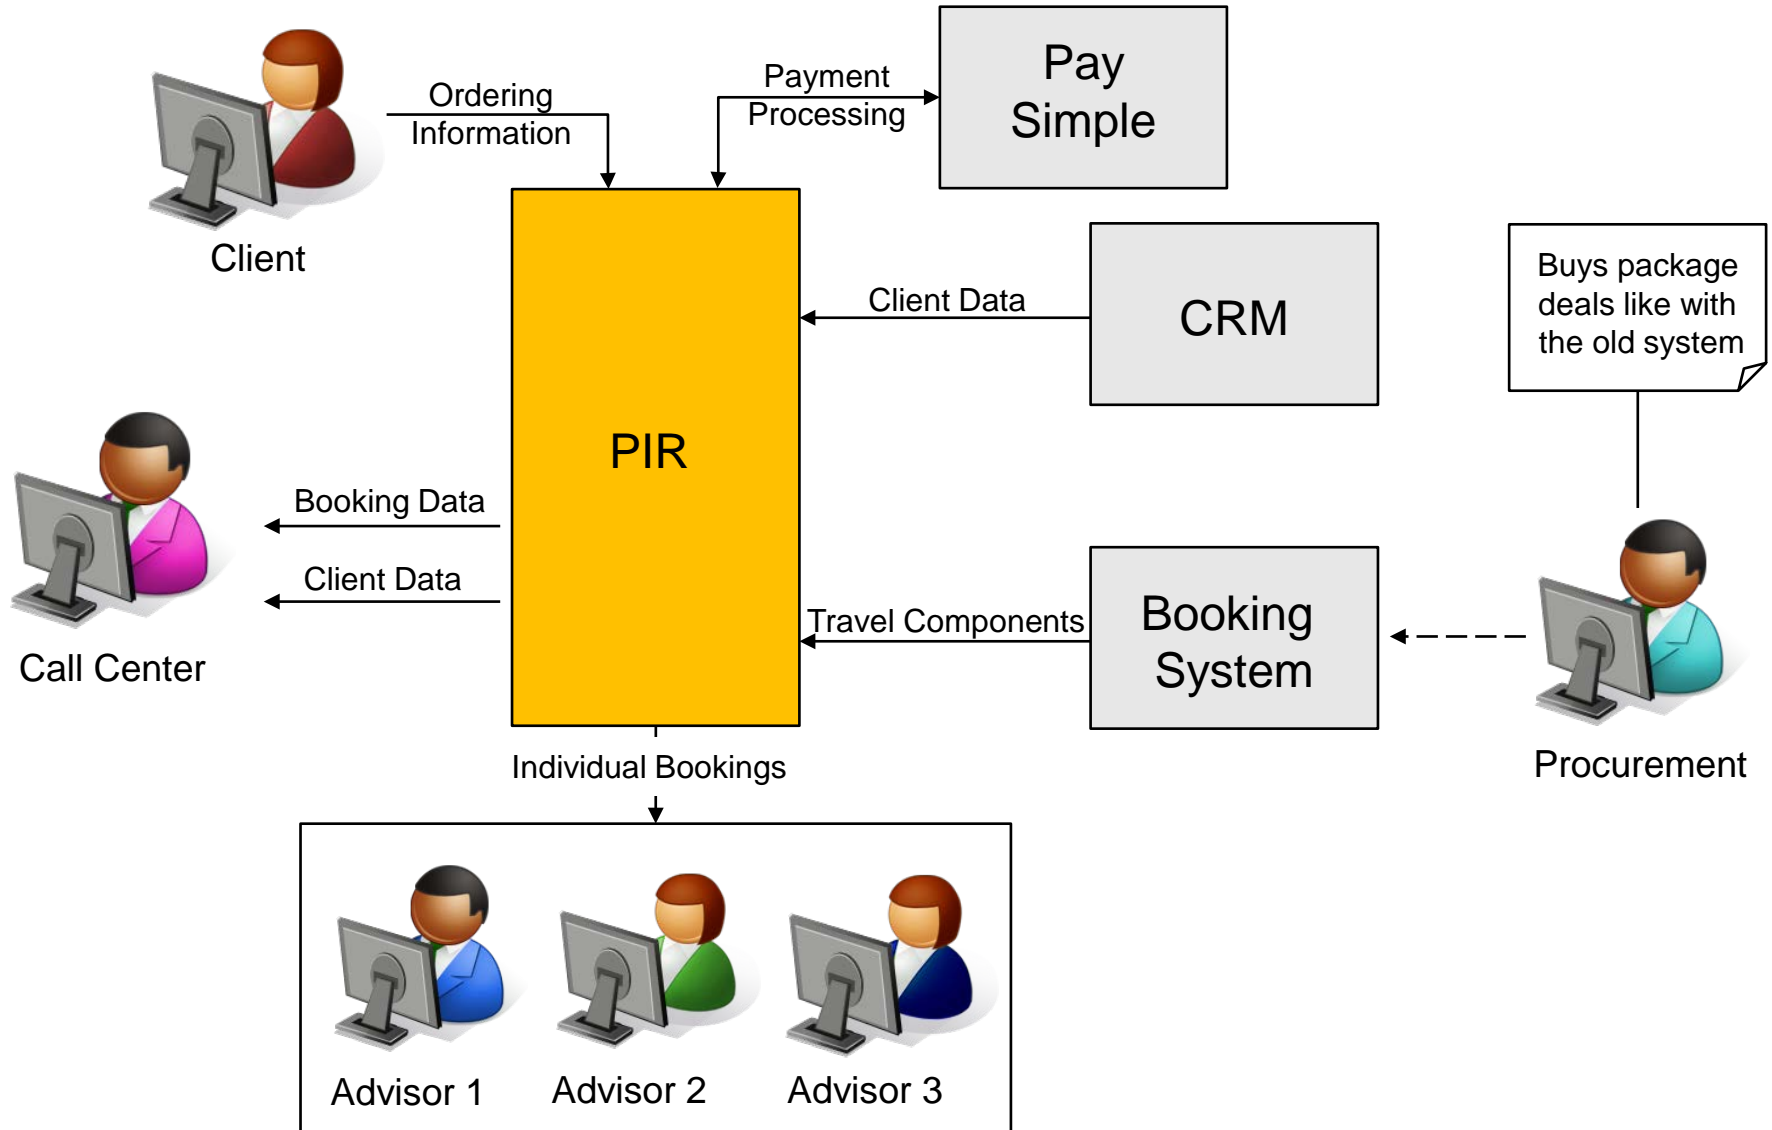 Pay
Simple
Payment
Processing
Ordering
Information
Client
Client Data
CRM
Buys package
deals like with
the old system
PIR
Booking Data
Client Data
Call Center
Travel Components
Booking
System
Procurement
Individual Bookings
Advisor 1
Advisor 2
Advisor 3